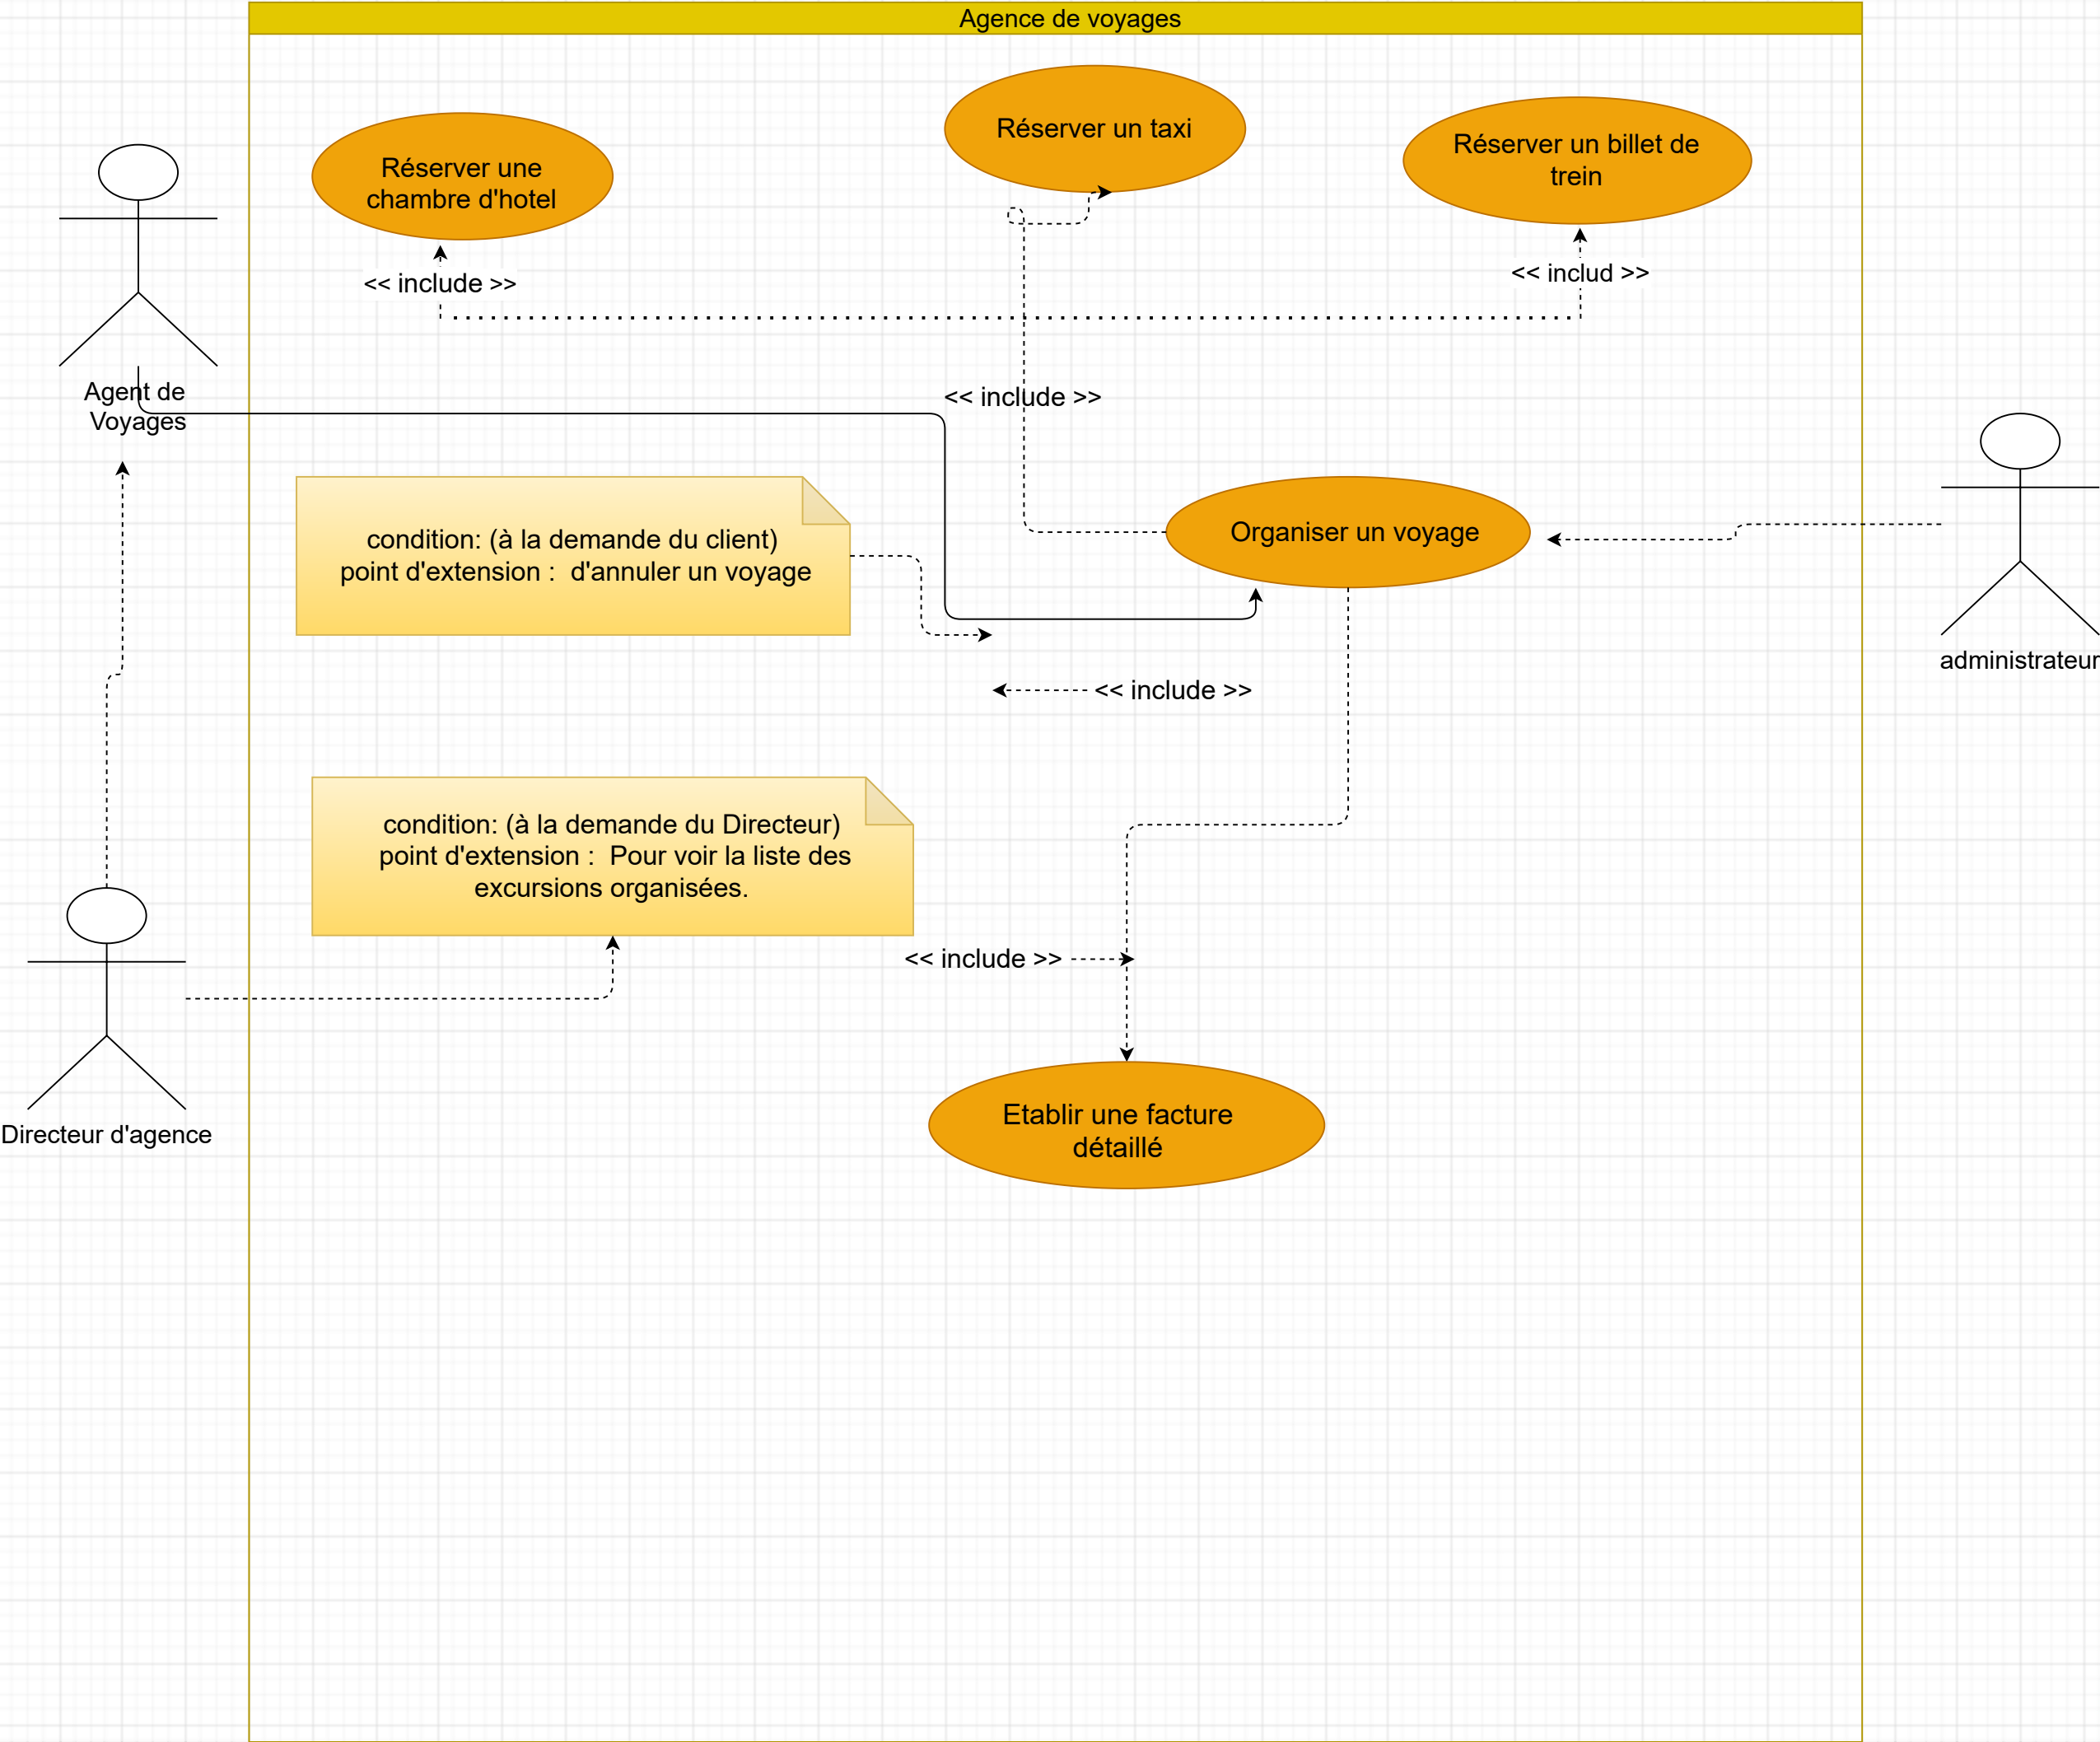 Agence de voyages
Réserver un taxi
Réserver une
chambre d'hotel
Réserver un billet de
trein
<< include >>
<< includ >>
Agent de
Voyages
<< include >>
condition: (à la demande du client)
point d'extension :  d'annuler un voyage
Organiser un voyage
administrateur
<< include >>
condition: (à la demande du Directeur)
point d'extension :  Pour voir la liste des
excursions organisées.
<< include >>
Directeur d'agence
Etablir une facture
détaillé